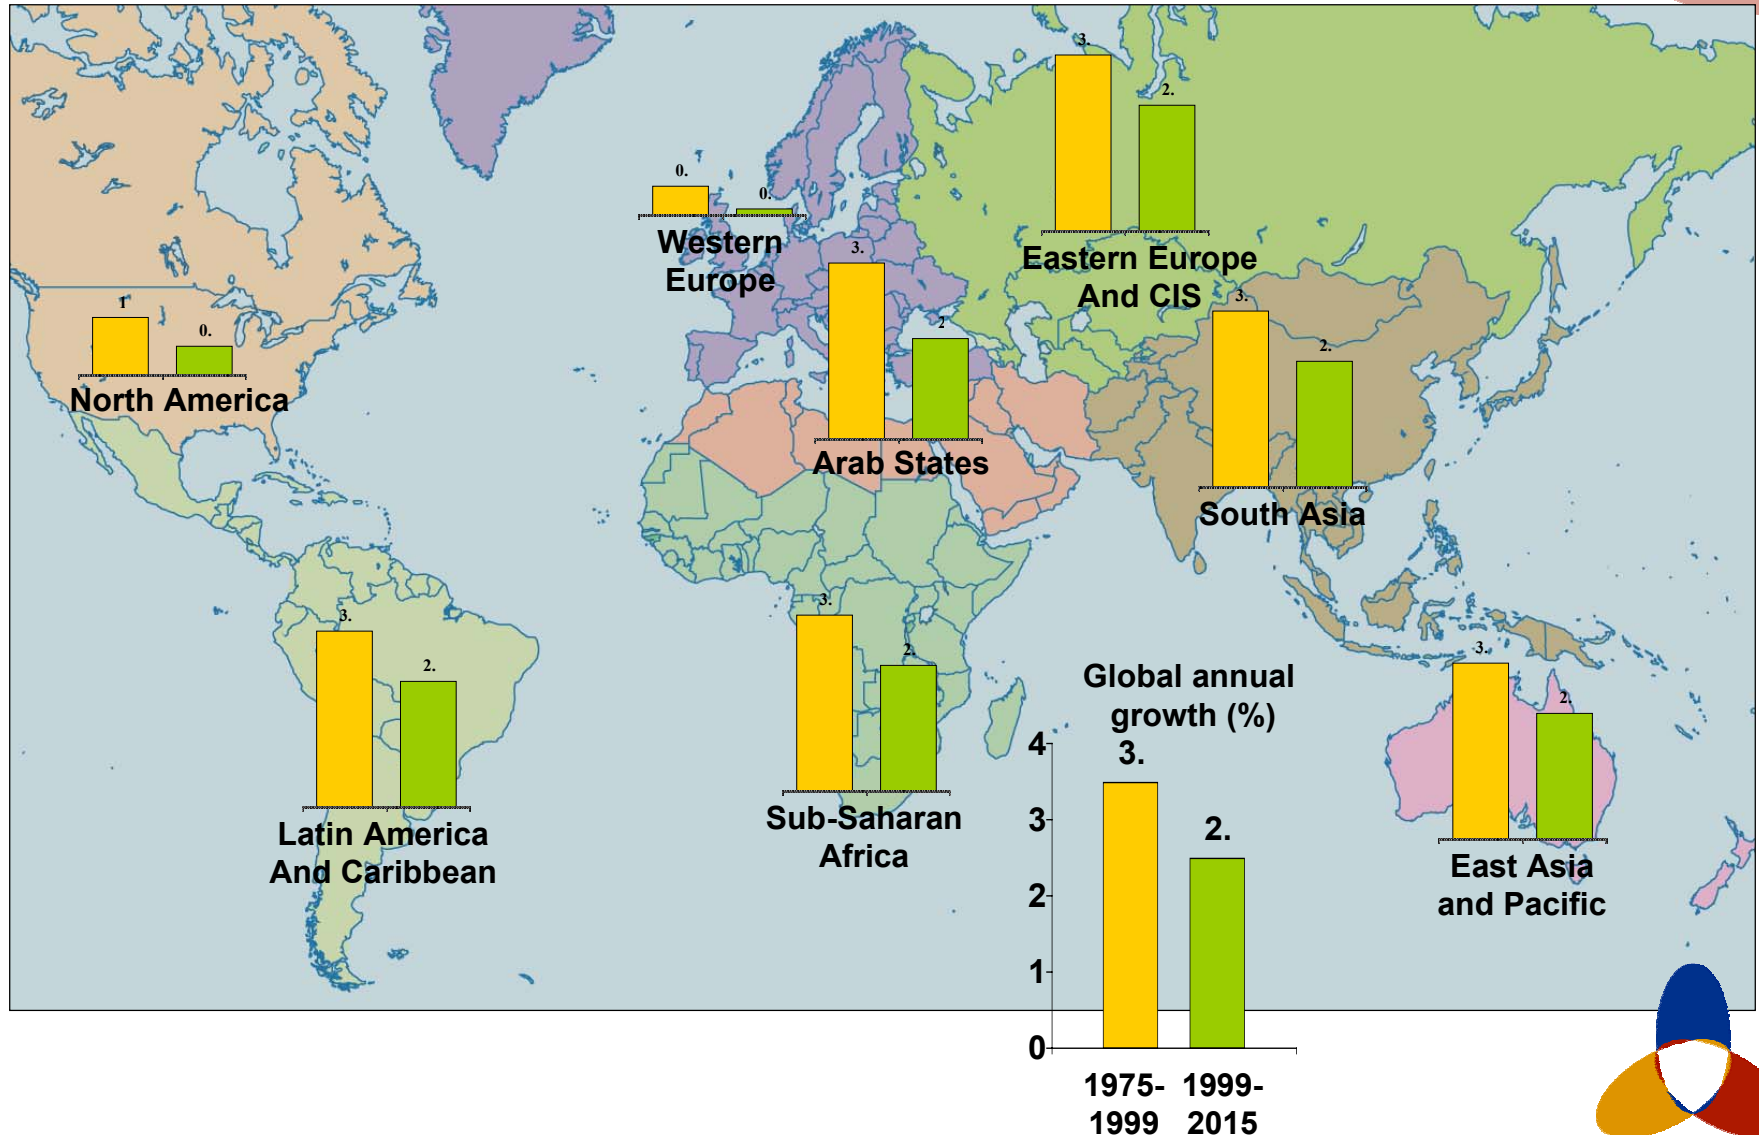 3.
2.
0.
0.
Western
Europe
3.
2
Eastern Europe
And CIS
3.
2.
1
0.
North America
Arab States
South Asia
3.
2.
3.
2.
Global annual
growth (%)
3.
2.
4
3
2
1
0
1975-
1999
1999-
2015
3.
2.
Latin America
And Caribbean
Sub-Saharan
Africa
East Asia
and Pacific